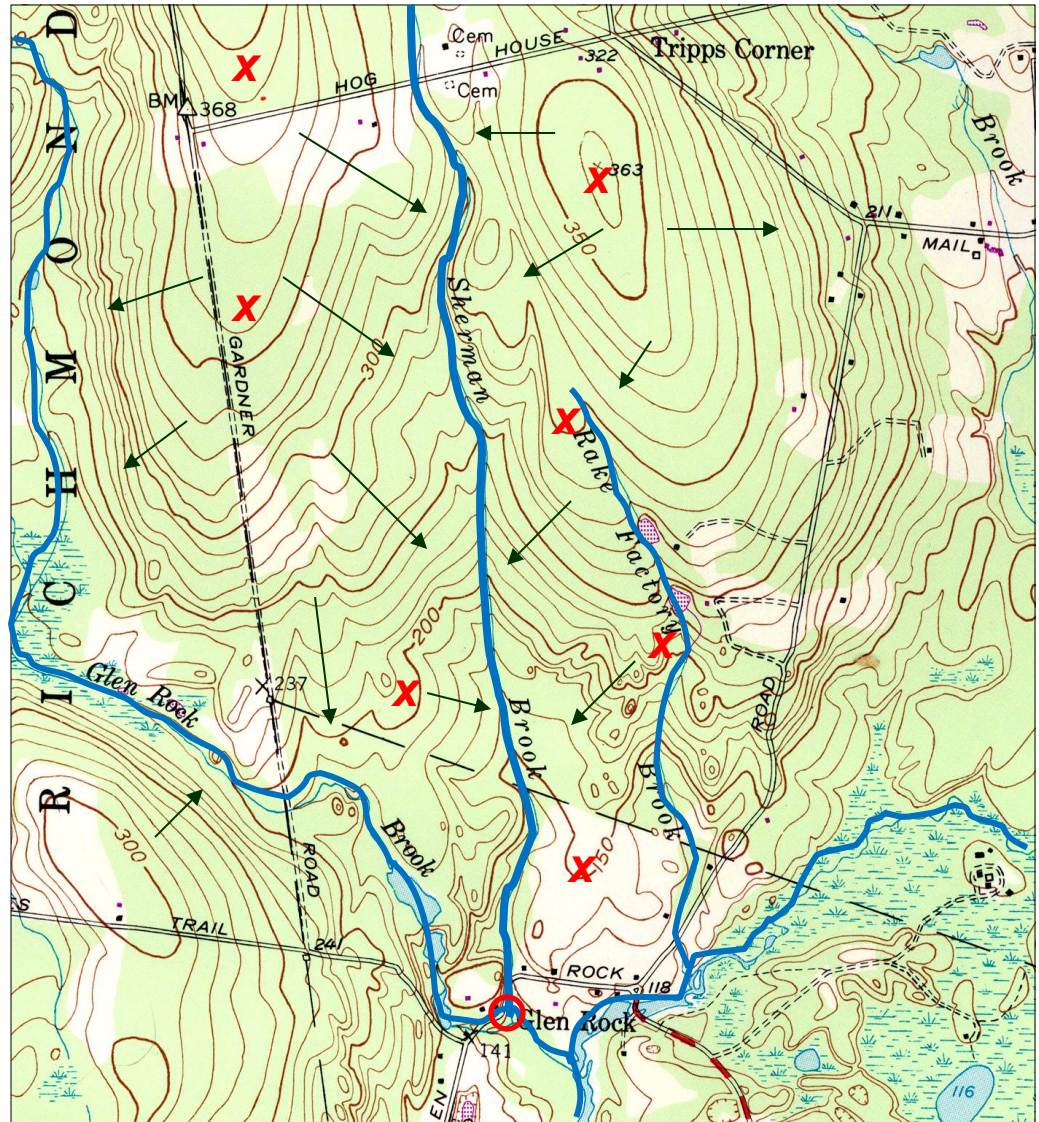 Cem
HOUSE
322
Tripps Corner
HOG
Cem
BM 368
Brook
X
X 363
350
211
MAIL
Sherman
X
GARDNER
300
X
Rake
Factory
200
X
X
RICHMOND
Glen Rock
237
ROAD
Brook
Brook
Brook
300
ROAD
X
150
S
TRAIL
241
ROCK
118
Glen Rock
141
EN
116